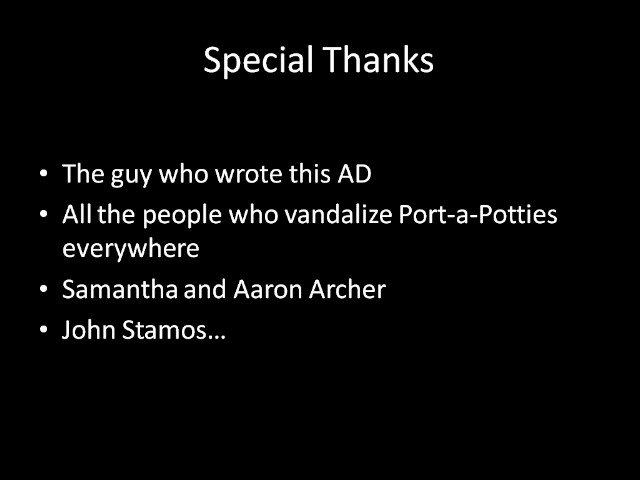 Special Thanks
• The guy who wrote this AD
• All the people who vandalize Port-a-Potties
everywhere
• Samantha and Aaron Archer
• John Stamos…